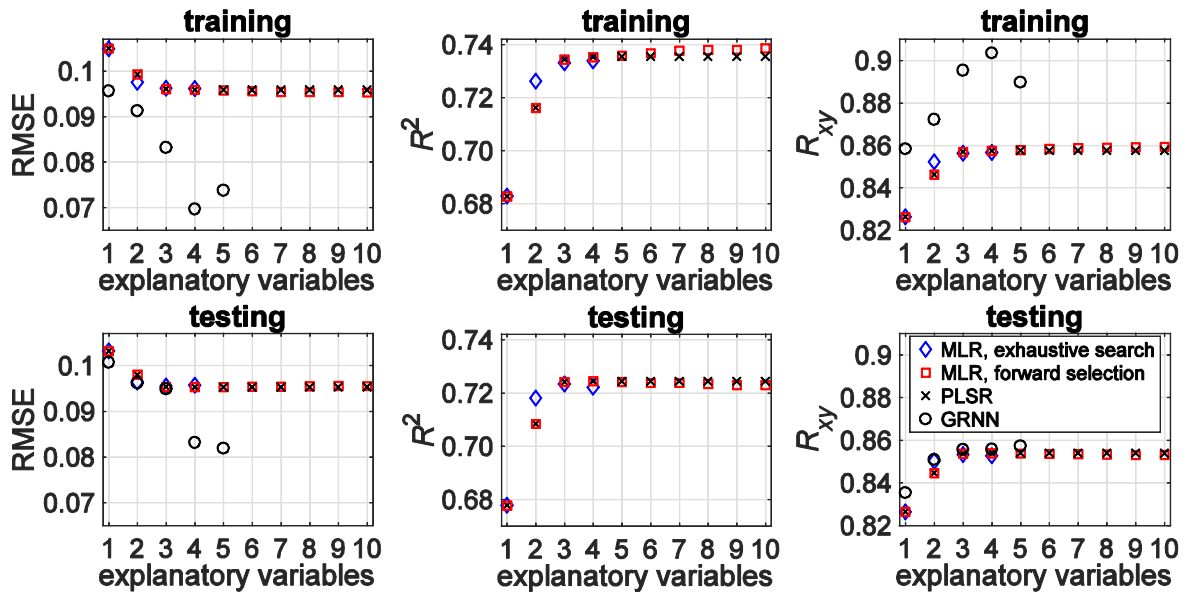 training
RMSE
0.1
0.09
0.08
0.07
1 2 3 4 5 6 7 8 9 10
explanatory variables
training
R²
0.74
0.72
0.70
0.68
1 2 3 4 5 6 7 8 9 10
explanatory variables
training
Rxy
0.9
0.88
0.86
0.84
0.82
1 2 3 4 5 6 7 8 9 10
explanatory variables
testing
RMSE
0.1
0.09
0.08
0.07
1 2 3 4 5 6 7 8 9 10
explanatory variables
testing
R²
0.74
0.72
0.70
0.68
1 2 3 4 5 6 7 8 9 10
explanatory variables
testing
Rxy
0.9
0.88
0.86
0.84
0.82
MLR, exhaustive search
MLR, forward selection
PLSR
GRNN
1 2 3 4 5 6 7 8 9 10
explanatory variables